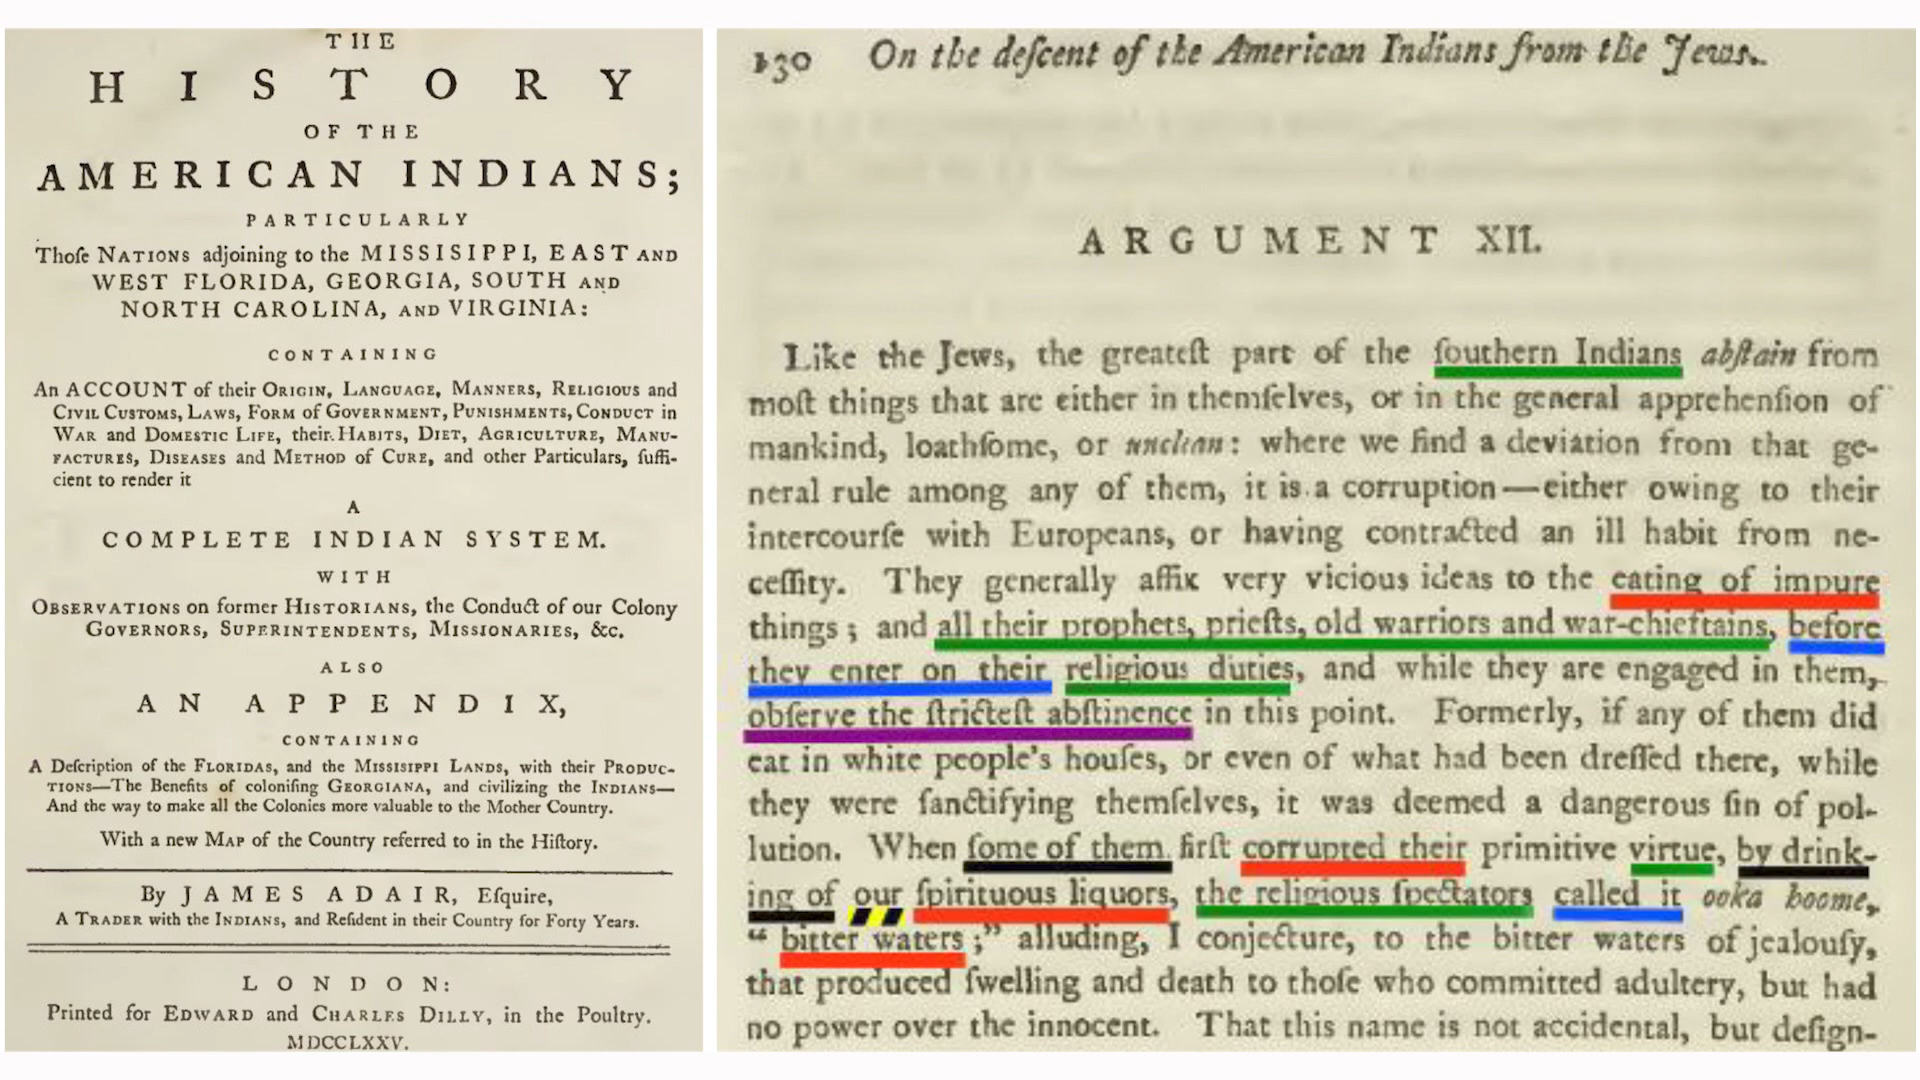 THE
HISTORY
OF THE
AMERICAN INDIANS;
PARTICULARLY
Thoſe NATIONS adjoining to the MISSISIPPI, EAST AND
WEST FLORIDA, GEORGIA, SOUTH AND
NORTH CAROLINA, AND VIRGINIA:
CONTAINING
An ACCOUNT of their ORIGIN, LANGUAGE, MANNERS, RELIGIOUS and
CIVIL CUSTOMS, LAWS, FORM of GOVERNMENT, PUNISHMENTS, CONDUCT in
WAR and DOMESTIC LIFE, their HABITS, DIET, AGRICULTURE, MANU-
FACTURES, DISEASES and METHOD of CURE, and other Particulars, ſuffi-
cient to render it
A
COMPLETE INDIAN SYSTEM.
WITH
OBSERVATIONS on former HISTORIANS, the Conduct of our Colony
GOVERNORS, SUPERINTENDENTS, MISSIONARIES, &c.
ALSO
AN APPENDIX,
CONTAINING
A Deſcription of the FLORIDAS, and the MISSISIPPI LANDS, with their PRODUC-
TIONS—The Benefits of coloniſing GEORGIANA, and civilizing the INDIANS—
And the way to make all the Colonies more valuable to the Mother Country.
With a new MAP of the Country referred to in the Hiſtory.
By JAMES ADAIR, Eſquire,
A TRADER with the INDIANS, and Reſident in their Country for Forty Years.
LONDON:
Printed for EDWARD and CHARLES DILLY, in the Poultry.
MDCCLXXV.
130 On the deſcent of the American Indians from the Jews.
ARGUMENT XII.
Like the Jews, the greateſt part of the ſouthern Indians abſtain from
moſt things that are either in themſelves, or in the general apprehenſion of
mankind, loathſome, or unclean: where we find a deviation from that ge-
neral rule among any of them, it is a corruption—either owing to their
intercourſe with Europeans, or having contracted an ill habit from ne-
ceſſity. They generally affix very vicious ideas to the eating of impure
things; and all their prophets, prieſts, old warriors and war-chieftains, before
they enter on their religious duties, and while they are engaged in them,
obſerve the ſtricteſt abſtinence in this point. Formerly, if any of them did
eat in white people's houſes, or even of what had been dreſſed there, while
they were ſanctifying themſelves, it was deemed a dangerous ſin of pol-
lution. When ſome of them firſt corrupted their primitive virtue, by drink-
ing of our ſpirituous liquors, the religious ſpectators called it ooka hoome,
“ bitter waters;” alluding, I conjecture, to the bitter waters of jealouſy,
that produced ſwelling and death to thoſe who committed adultery, but had
no power over the innocent. That this name is not accidental, but deſign-